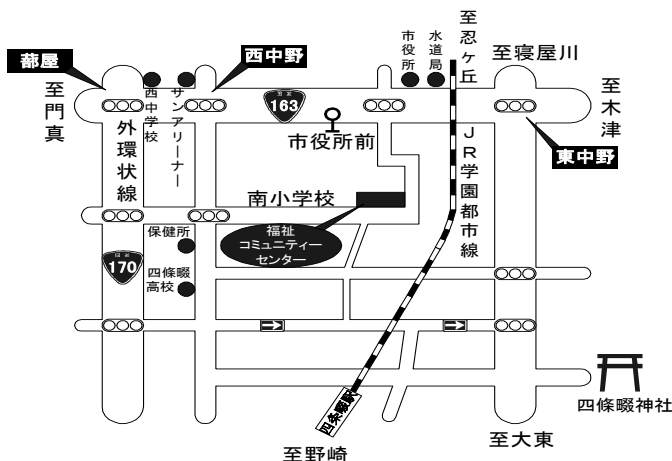 蔀屋
西中野
市役所
水道局
至忍ケ丘
至寝屋川
至門真
西中学校
サンアリーナー
163
市役所前
至木津
東中野
外環状線
JR学園都市線
南小学校
保健所
福祉
コミュニティー
センター
170
四條畷
高校
四条畷駅
四條畷神社
至大東
至野崎